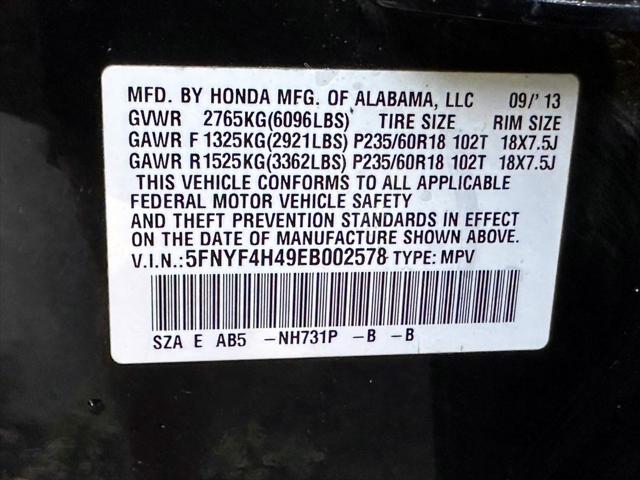 MFD. BY HONDA MFG. OF ALABAMA, LLC 09/'13
GVWR 2765KG(6096LBS) TIRE SIZE RIM SIZE
GAWR F 1325KG(2921LBS) P235/60R18 102T 18X7.5J
GAWR R 1525KG(3362LBS) P235/60R18 102T 18X7.5J
THIS VEHICLE CONFORMS TO ALL APPLICABLE
FEDERAL MOTOR VEHICLE SAFETY
AND THEFT PREVENTION STANDARDS IN EFFECT
ON THE DATE OF MANUFACTURE SHOWN ABOVE.
V.I.N.:5FNYF4H49EB002578 TYPE: MPV
SZA E AB5 -NH731P -B -B